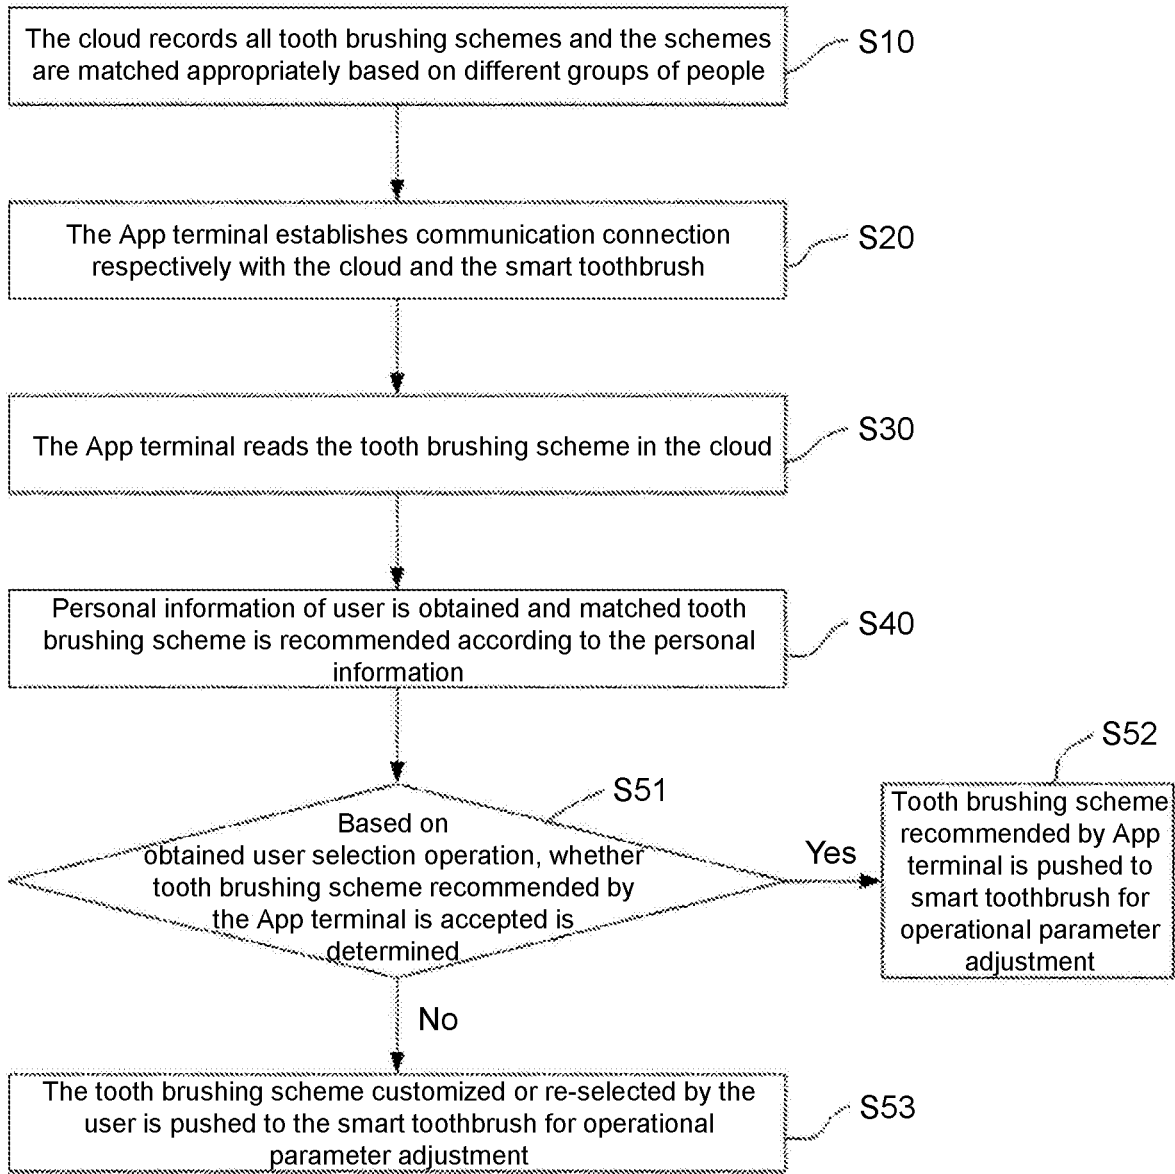 The cloud records all tooth brushing schemes and the schemes
are matched appropriately based on different groups of people
S10
The App terminal establishes communication connection
respectively with the cloud and the smart toothbrush
S20
The App terminal reads the tooth brushing scheme in the cloud
S30
Personal information of user is obtained and matched tooth
brushing scheme is recommended according to the personal
information
S40
Based on
obtained user selection operation, whether
tooth brushing scheme recommended by
the App terminal is accepted is
determined
S51
Yes
S52
Tooth brushing scheme
recommended by App
terminal is pushed to
smart toothbrush for
operational parameter
adjustment
No
The tooth brushing scheme customized or re-selected by the
user is pushed to the smart toothbrush for operational
parameter adjustment
S53